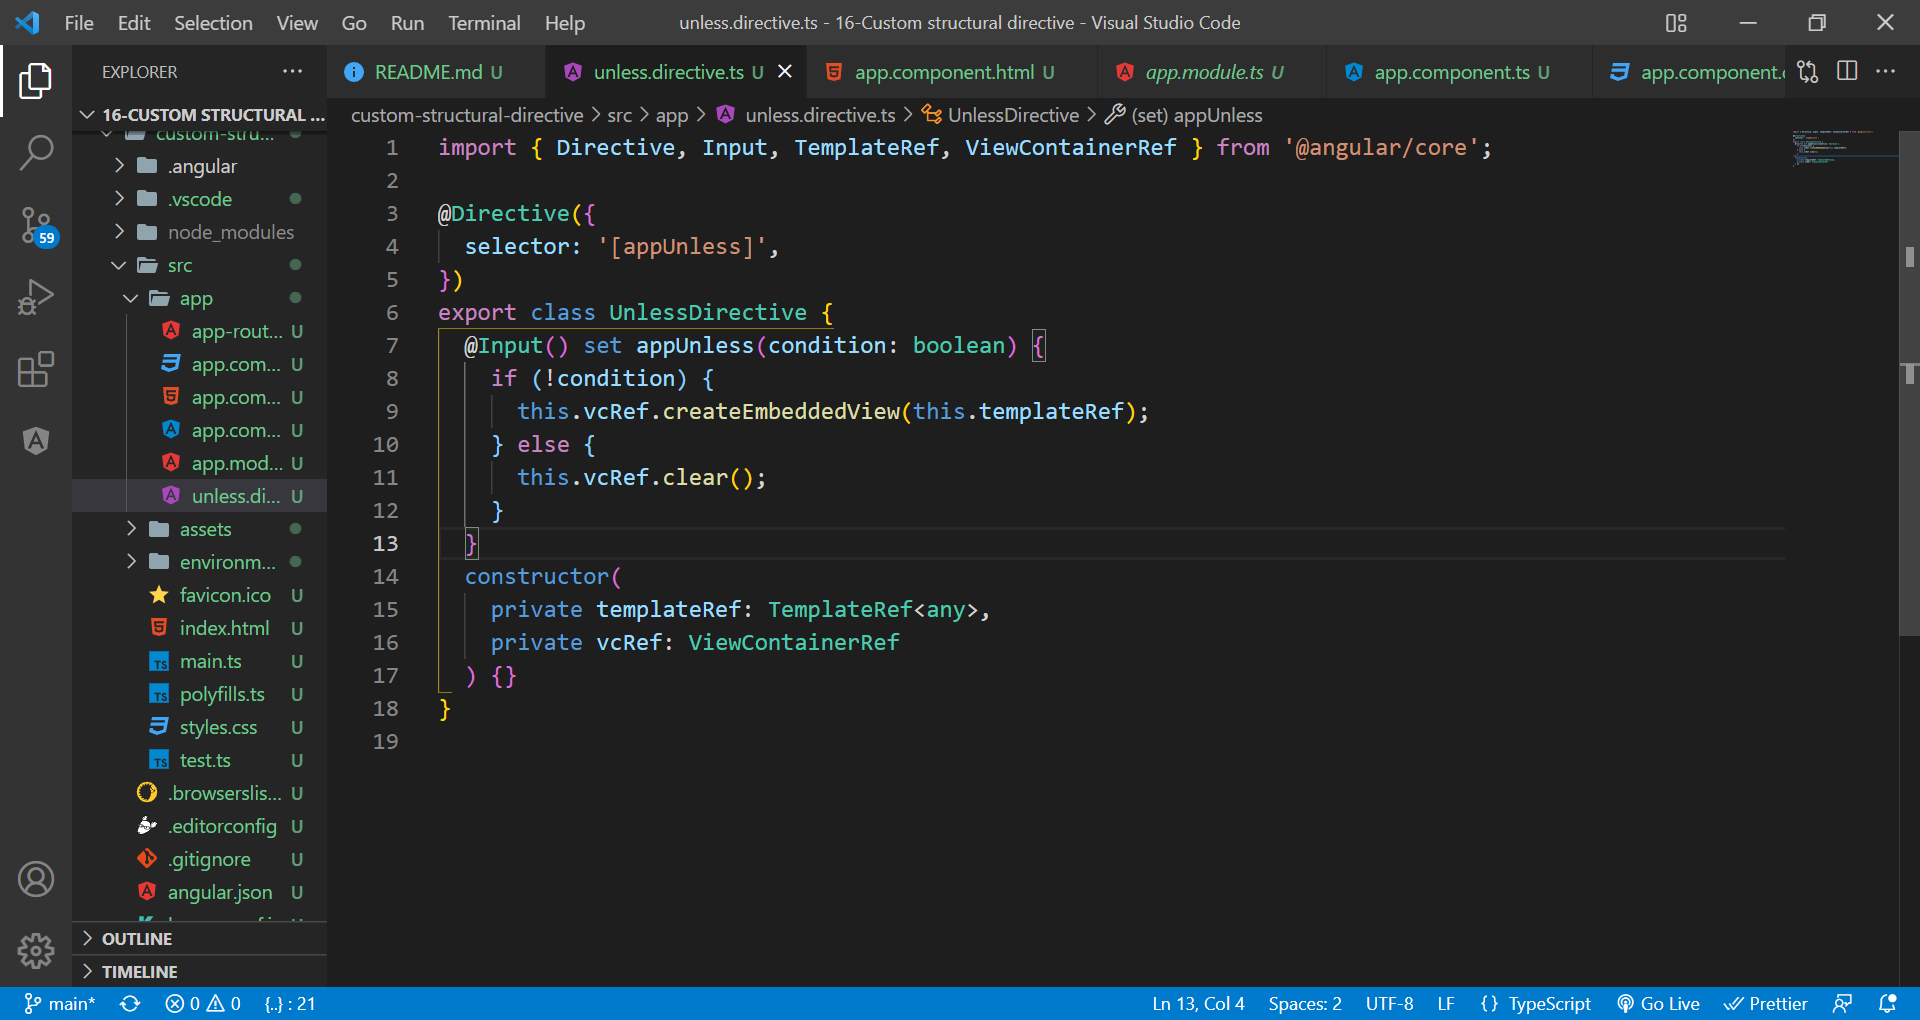 File Edit Selection View Go Run Terminal Help
unless.directive.ts - 16-Custom structural directive - Visual Studio Code
EXPLORER
README.md U
unless.directive.ts U
app.component.html U
app.module.ts U
app.component.ts U
app.component.
16-CUSTOM STRUCTURAL ...
custom-stru...
.angular
.vscode
node_modules
src
app
app-rout... U
app.com... U
app.com... U
app.com... U
app.mod... U
unless.di... U
assets
environm...
favicon.ico U
index.html U
main.ts U
polyfills.ts U
styles.css U
test.ts U
.browserslis... U
.editorconfig U
.gitignore U
angular.json U
OUTLINE
TIMELINE
59
custom-structural-directive > src > app > unless.directive.ts > UnlessDirective > (set) appUnless
1 import { Directive, Input, TemplateRef, ViewContainerRef } from '@angular/core';
2
3 @Directive({
4 selector: '[appUnless]',
5 })
6 export class UnlessDirective {
7 @Input() set appUnless(condition: boolean) {
8 if (!condition) {
9 this.vcRef.createEmbeddedView(this.templateRef);
10 } else {
11 this.vcRef.clear();
12 }
13 }
14 constructor(
15 private templateRef: TemplateRef<any>,
16 private vcRef: ViewContainerRef
17 ) {}
18 }
19
main* 0 0 {..} : 21
Ln 13, Col 4 Spaces: 2 UTF-8 LF {} TypeScript Go Live Prettier